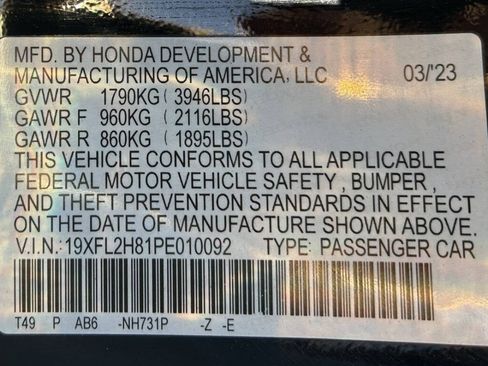 MFD. BY HONDA DEVELOPMENT &
MANUFACTURING OF AMERICA, LLC 03/'23
GVWR 1790KG ( 3946LBS)
GAWR F 960KG ( 2116LBS)
GAWR R 860KG ( 1895LBS)
THIS VEHICLE CONFORMS TO ALL APPLICABLE
FEDERAL MOTOR VEHICLE SAFETY , BUMPER ,
AND THEFT PREVENTION STANDARDS IN EFFECT
ON THE DATE OF MANUFACTURE SHOWN ABOVE.
V.I.N.:19XFL2H81PE010092 TYPE: PASSENGER CAR
T49 P AB6 -NH731P -Z -E